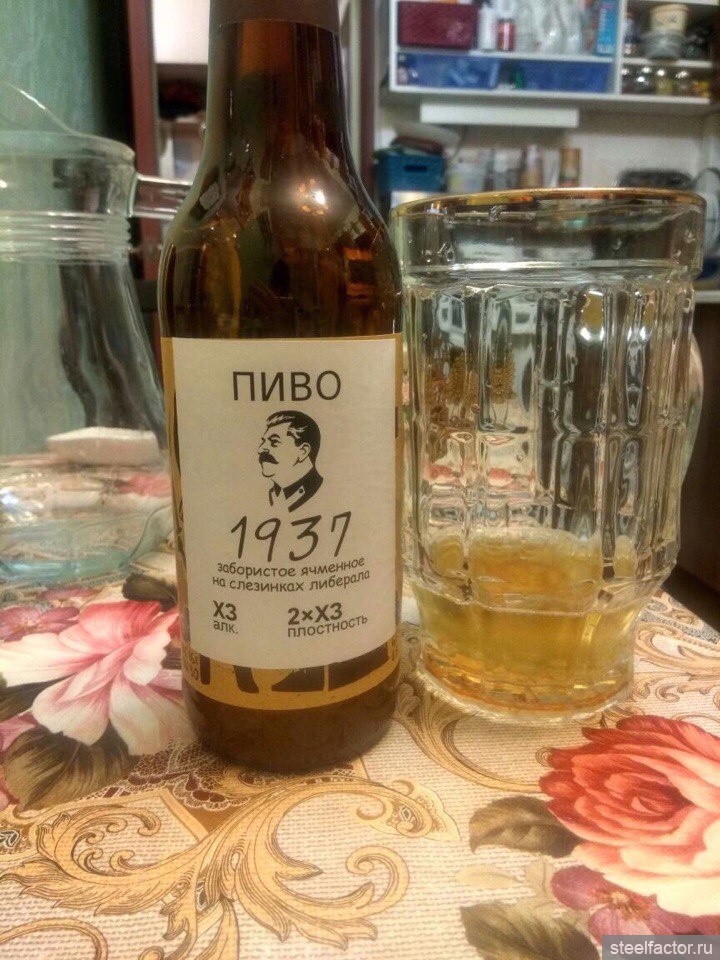 ПИВО
1937
забористое ячменное
на слезинках либерала
ХЗ 2×ХЗ
алк. плостность
steelfactor.ru